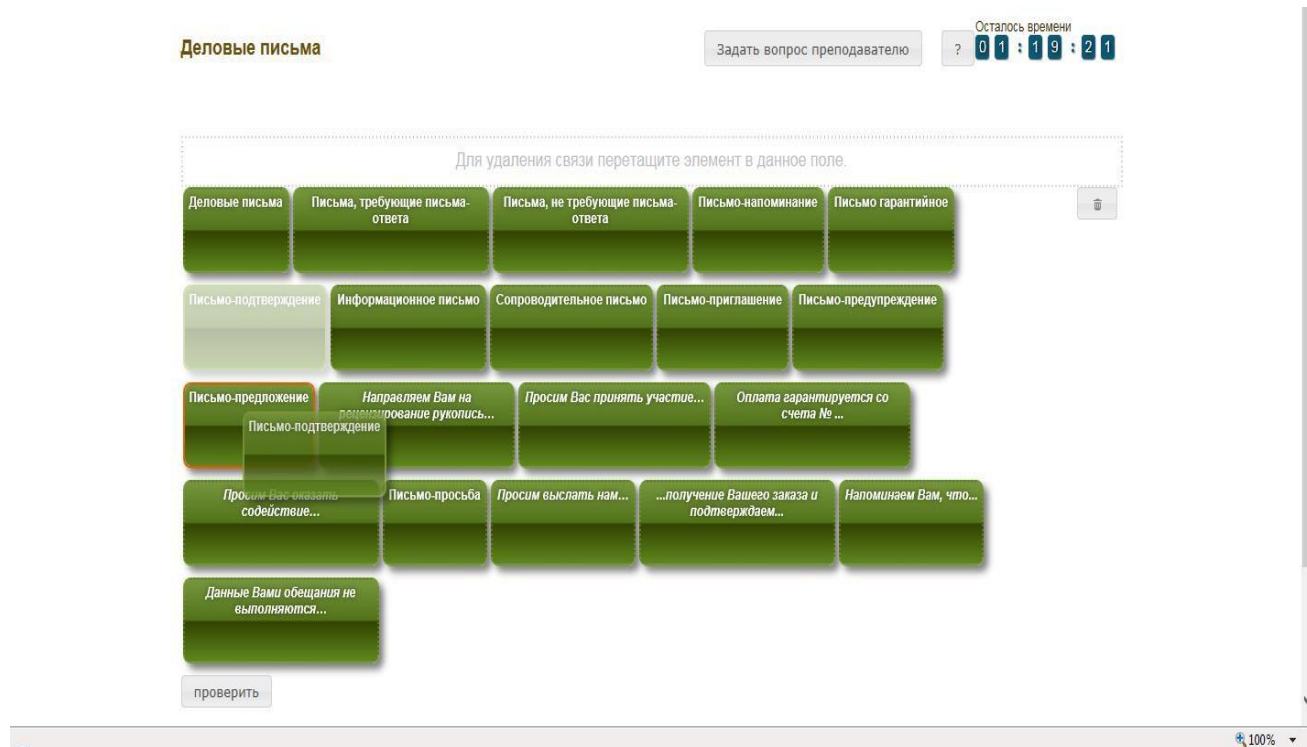 Осталось времени
Деловые письма
Задать вопрос преподавателю
?
01:19:21
Для удаления связи перетащите элемент в данное поле.
Деловые письма
Письма, требующие письма-
ответа
Письма, не требующие письма-
ответа
Письмо-напоминание
Письмо гарантийное
Письмо-подтверждение
Информационное письмо
Сопроводительное письмо
Письмо-приглашение
Письмо-предупреждение
Письмо-предложение
Направляем Вам на
рецензирование рукопись...
Просим Вас принять участие...
Оплата гарантируется со
счета № ...
Письмо-подтверждение
Просим Вас оказать
содействие...
Письмо-просьба
Просим выслать нам...
...получение Вашего заказа и
подтверждаем...
Напоминаем Вам, что...
Данные Вами обещания не
выполняются...
проверить
100%